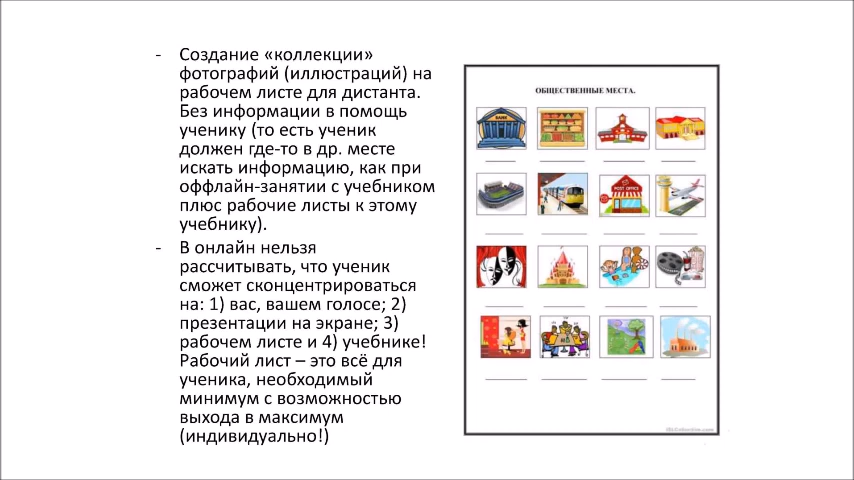 - Создание «коллекции»
фотографий (иллюстраций) на
рабочем листе для дистанта.
Без информации в помощь
ученику (то есть ученик
должен где-то в др. месте
искать информацию, как при
оффлайн-занятии с учебником
плюс рабочие листы к этому
учебнику).
- В онлайн нельзя
рассчитывать, что ученик
сможет сконцентрироваться
на: 1) вас, вашем голосе; 2)
презентации на экране; 3)
рабочем листе и 4) учебнике!
Рабочий лист – это всё для
ученика, необходимый
минимум с возможностью
выхода в максимум
(индивидуально!)
ОБЩЕСТВЕННЫЕ МЕСТА.
BANK
POST OFFICE